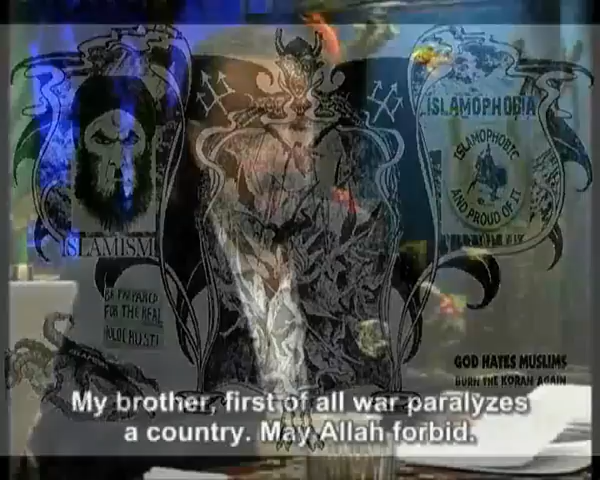 ISLAMOPHOBIA
ISLAMOPHOBIC
AND PROUD OF IT
ISLAMISM
BE PREPARED
FOR THE REAL
HOLOCAUST!
GOD HATES MUSLIMS
BURN THE KORAN AGAIN
My brother, first of all war paralyzes
a country. May Allah forbid.